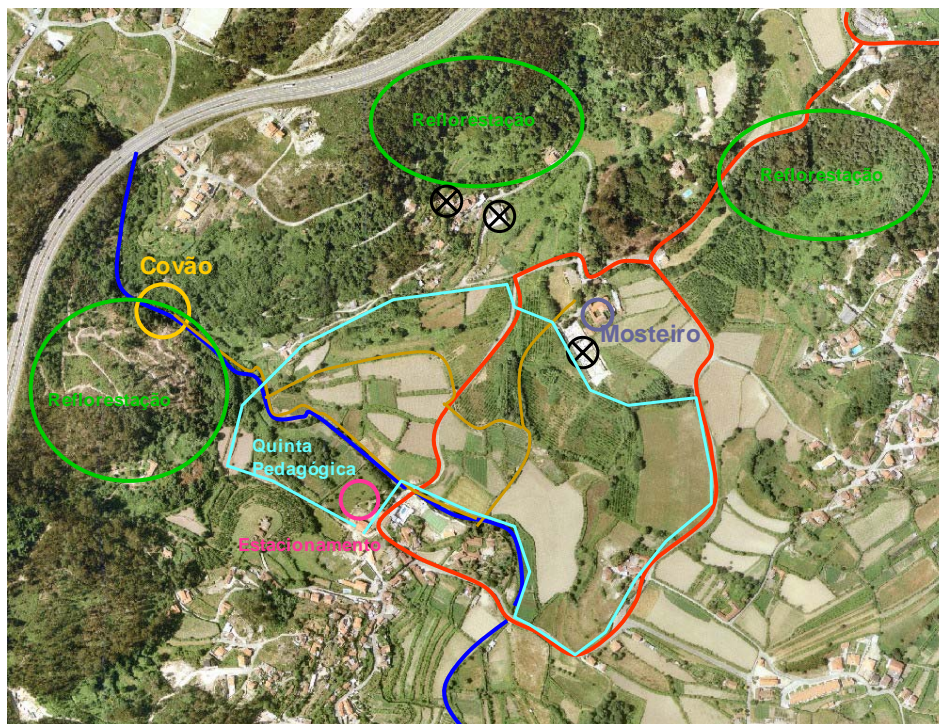 Reflorestação
Reflorestação
Covão
Mosteiro
Reflorestação
Quinta
Pedagógica
Estacionamento